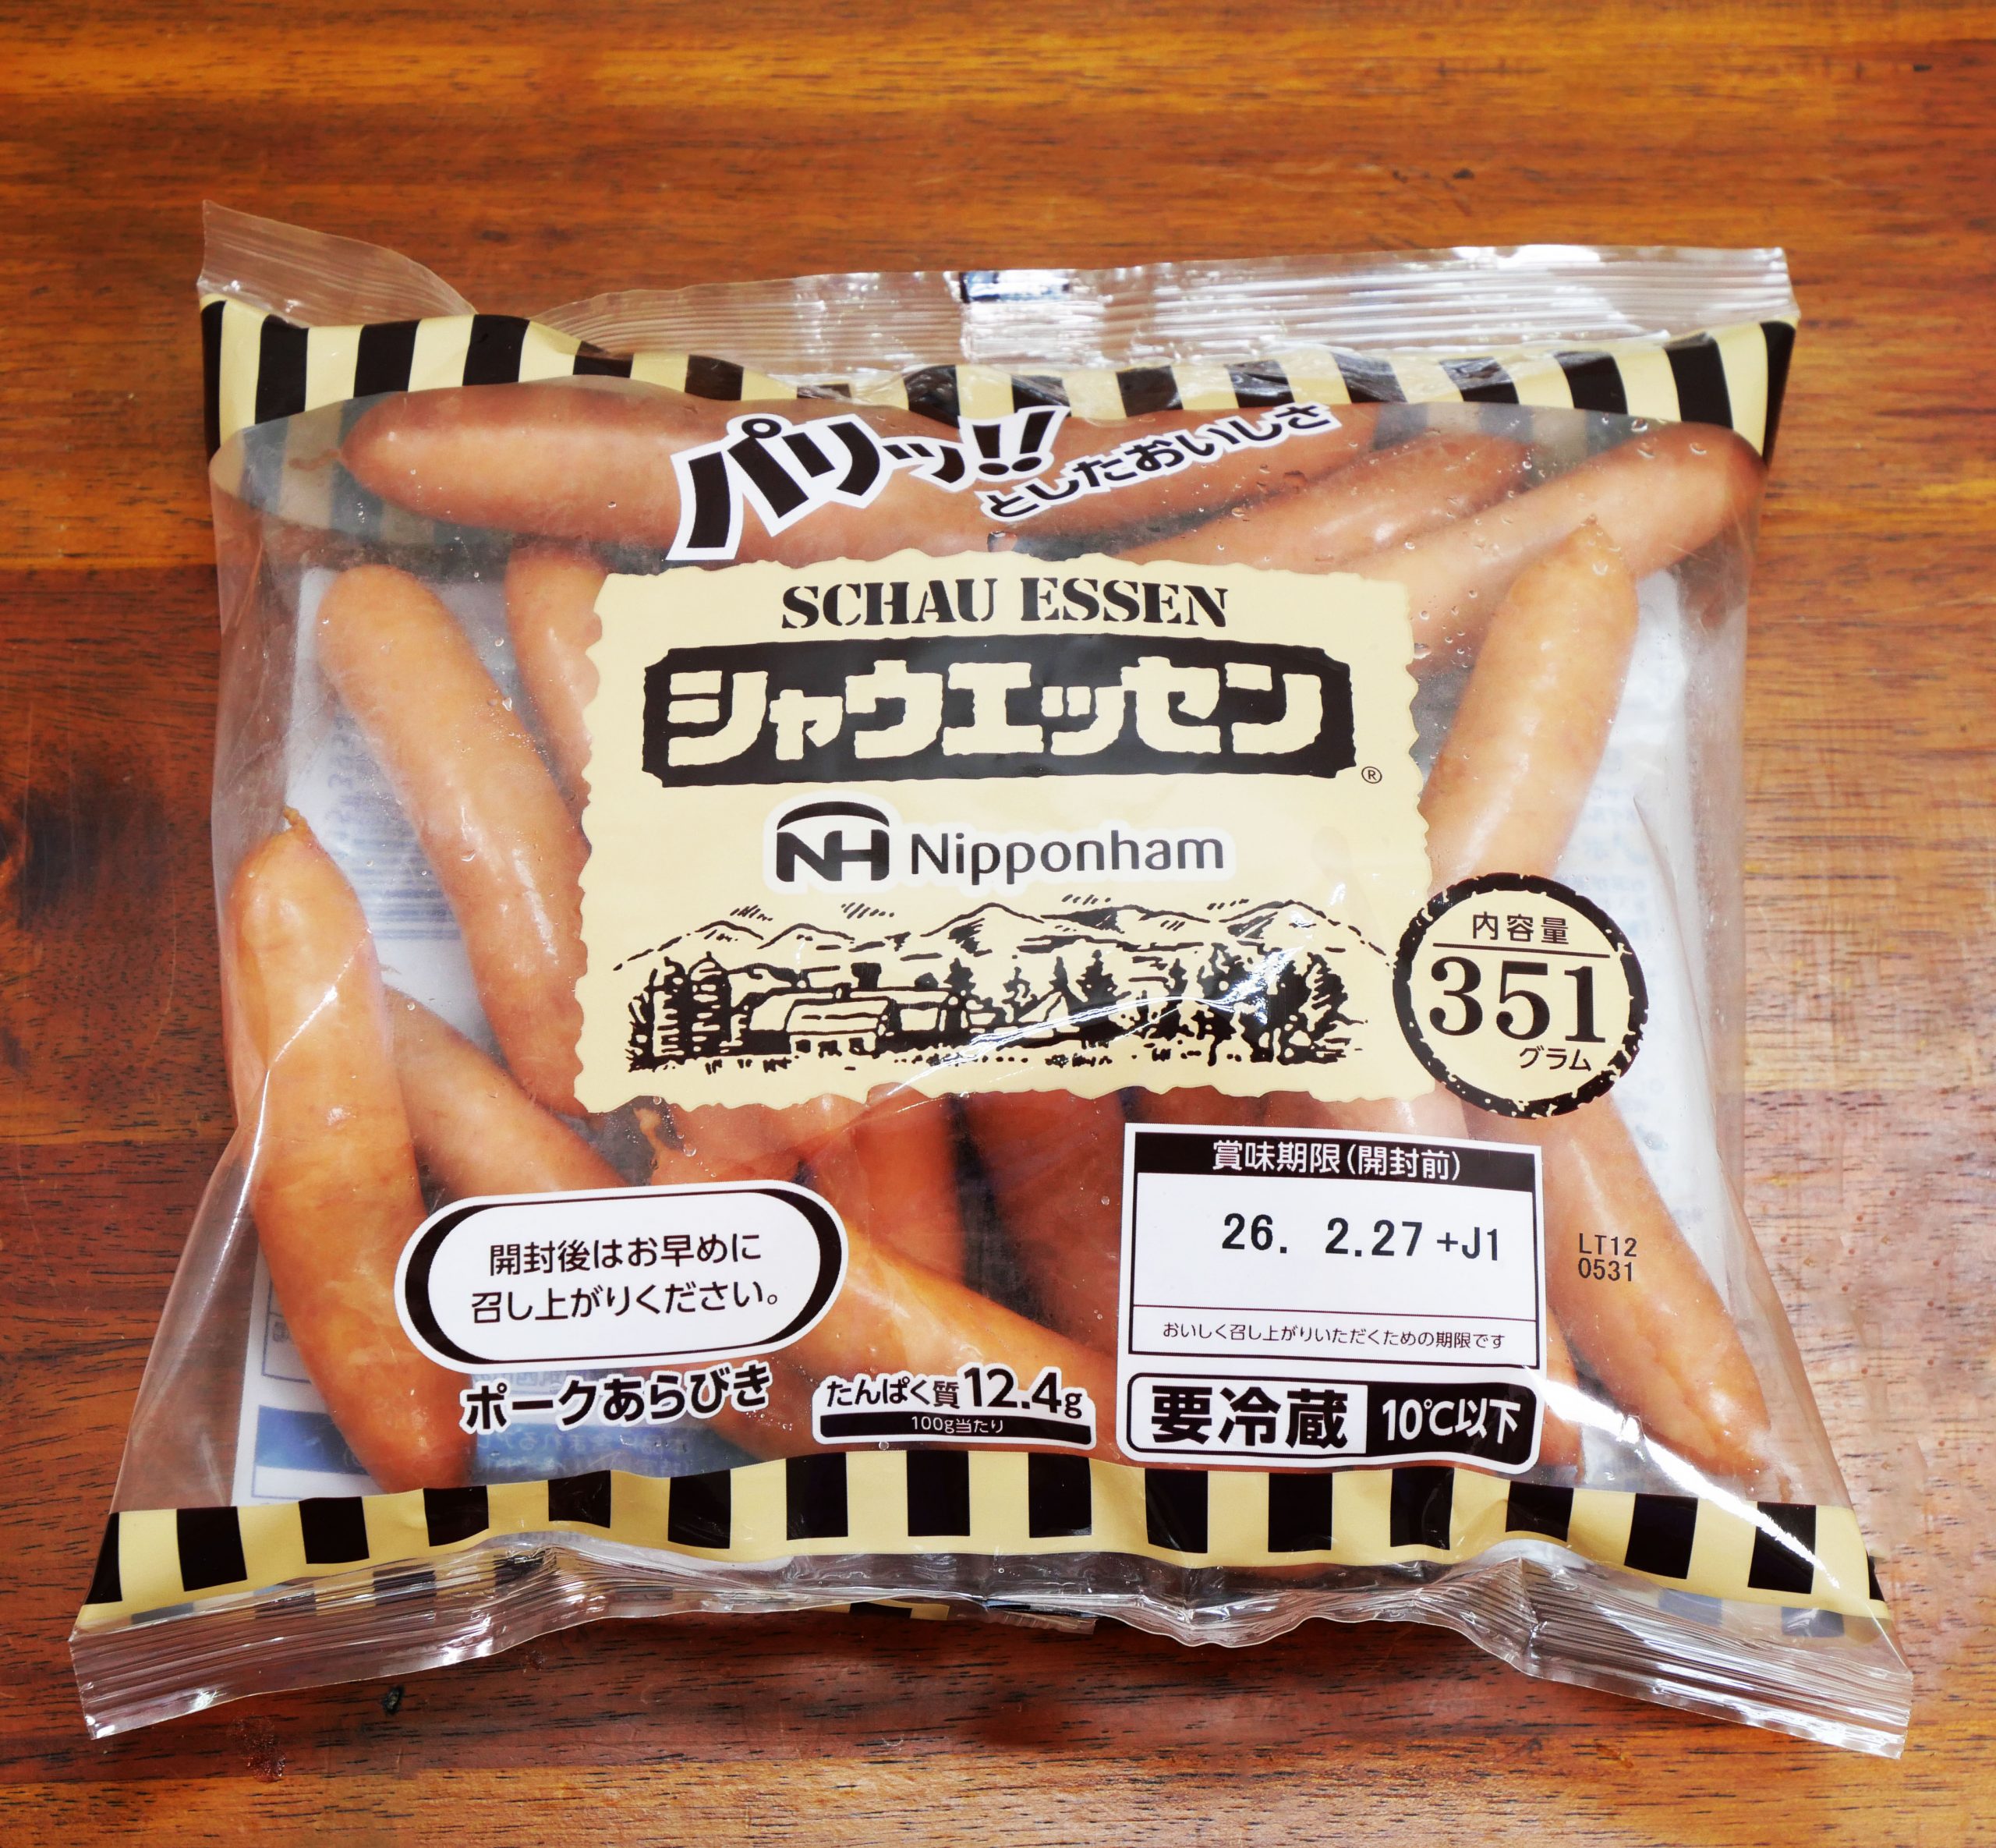 パリッ!!
としたおいしさ
SCHAU ESSEN
シャウエッセン
®
NH Nipponham
内容量
351
グラム
賞味期限(開封前)
26. 2.27 +J1
LT12
0531
おいしく召し上がりいただくための期限です
開封後はお早めに
召し上がりください。
ポークあらびき
たんぱく質12.4g
100g当たり
要冷蔵 10℃以下